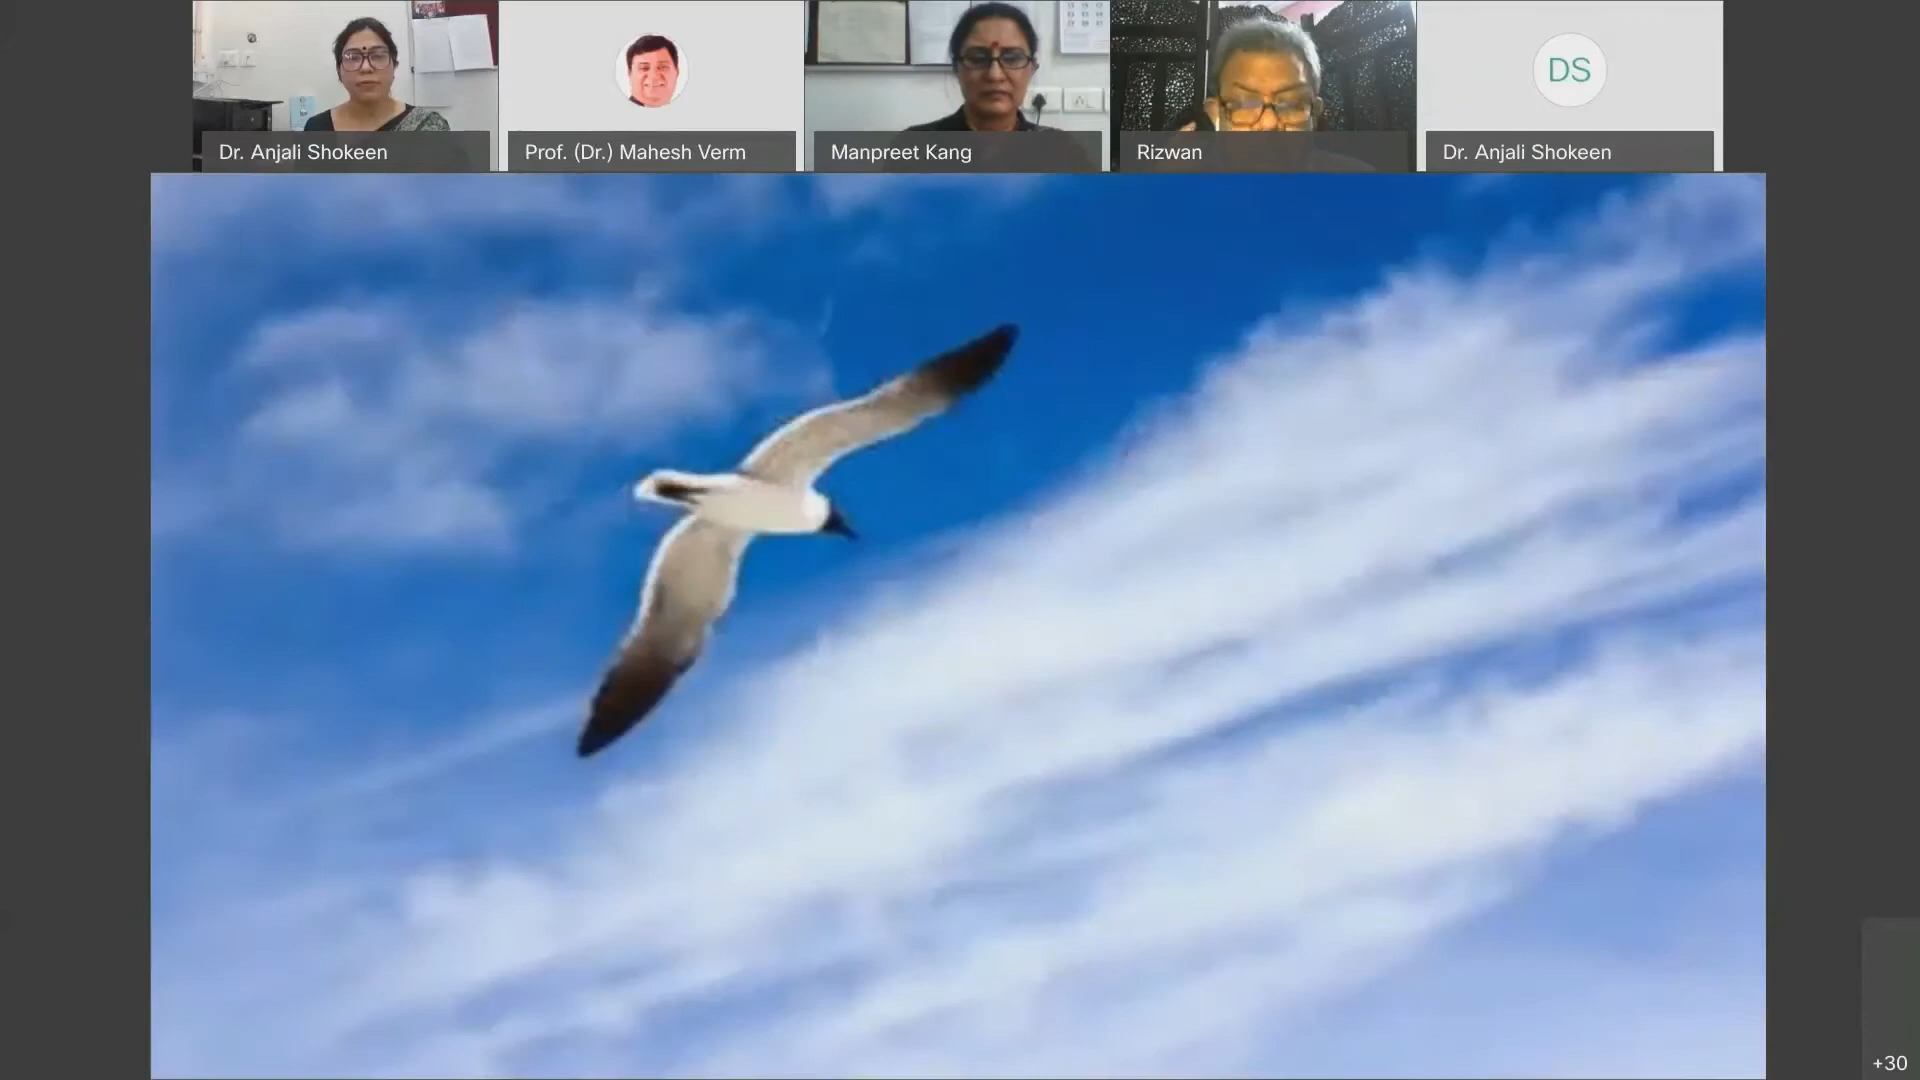 Dr. Anjali Shokeen
Prof. (Dr.) Mahesh Verm
Manpreet Kang
Rizwan
DS
Dr. Anjali Shokeen
+30